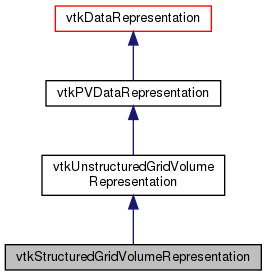 vtkDataRepresentation
vtkPVDataRepresentation
vtkUnstructuredGridVolume
Representation
vtkStructuredGridVolumeRepresentation